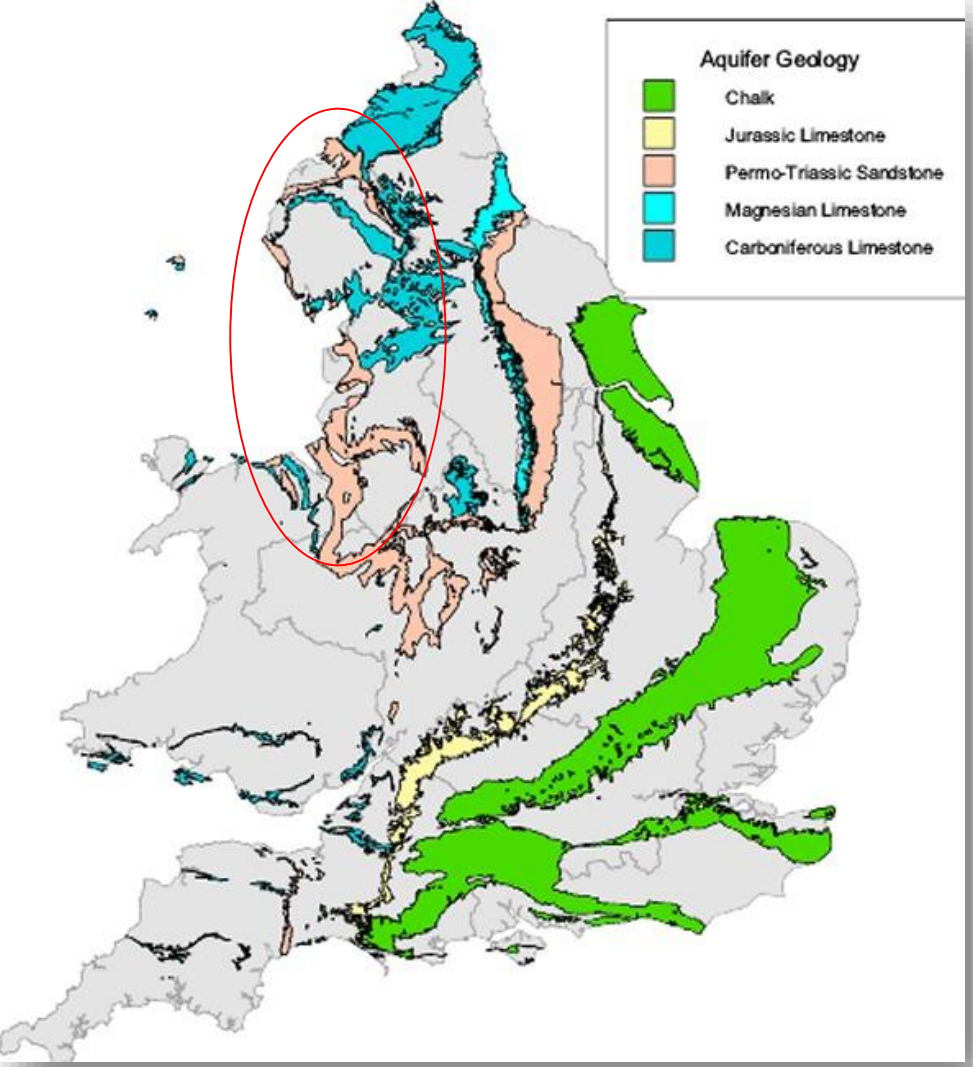 Aquifer Geology
Chalk
Jurassic Limestone
Permo-Triassic Sandstone
Magnesian Limestone
Carboniferous Limestone